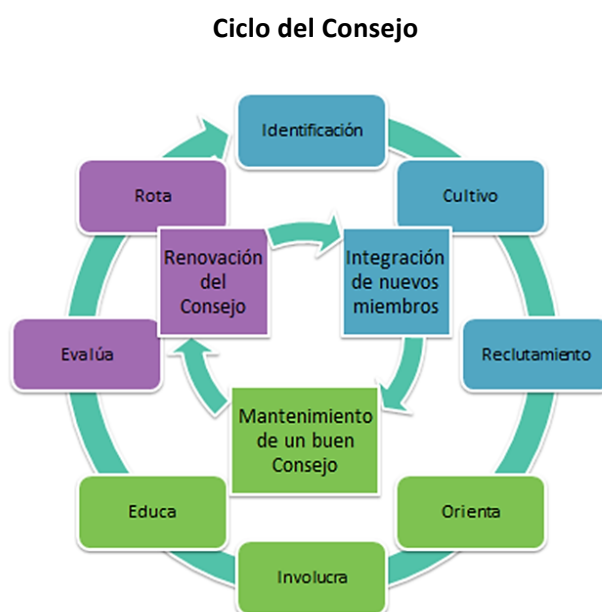 Ciclo del Consejo
Identificación
Cultivo
Reclutamiento
Orienta
Involucra
Educa
Evalúa
Rota
Renovación
del
Consejo
Integración
de nuevos
miembros
Mantenimiento
de un buen
Consejo